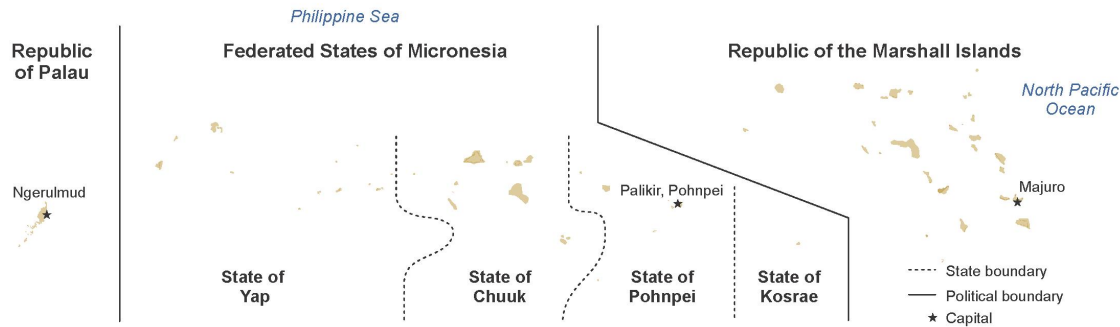 Philippine Sea
Republic
of Palau
Federated States of Micronesia
Republic of the Marshall Islands
North Pacific
Ocean
Ngerulmud
Palikir, Pohnpei
Majuro
State of
Yap
State of
Chuuk
State of
Pohnpei
State of
Kosrae
State boundary
Political boundary
Capital